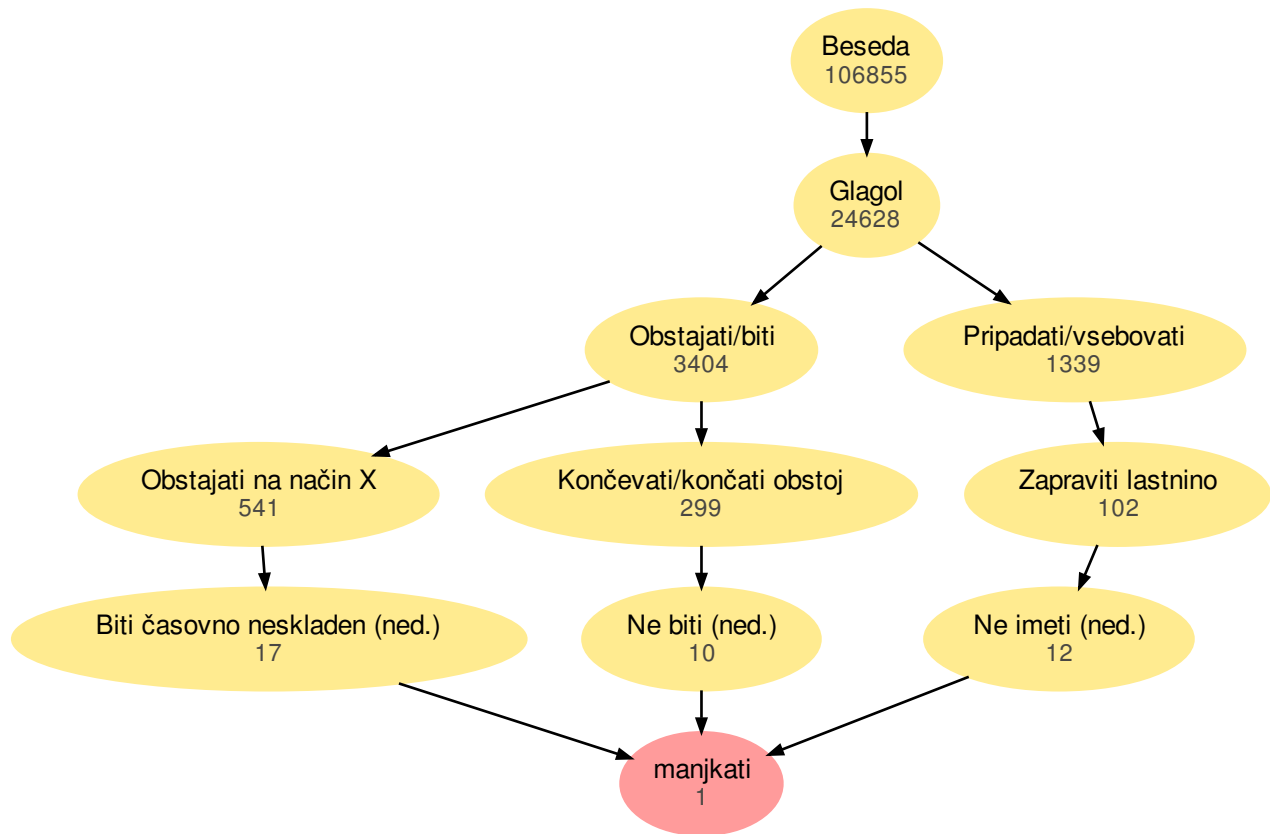 Beseda
106855
Glagol
24628
Obstajati/biti
3404
Pripadati/vsebovati
1339
Obstajati na način X
541
Končevati/končati obstoj
299
Zapraviti lastnino
102
Biti časovno neskladen (ned.)
17
Ne biti (ned.)
10
Ne imeti (ned.)
12
manjkati
1